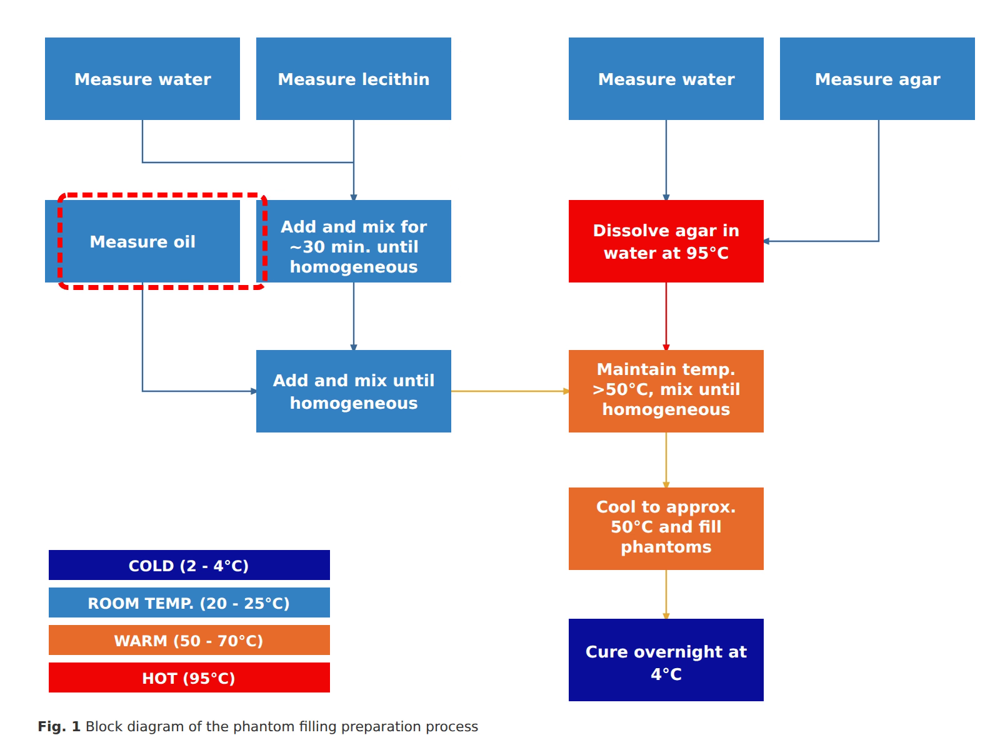 Measure water
Measure lecithin
Measure water
Measure agar
Measure oil
Add and mix for
~30 min. until
homogeneous
Dissolve agar in
water at 95°C
Add and mix until
homogeneous
Maintain temp.
>50°C, mix until
homogeneous
Cool to approx.
50°C and fill
phantoms
COLD (2 - 4°C)
ROOM TEMP. (20 - 25°C)
WARM (50 - 70°C)
HOT (95°C)
Cure overnight at
4°C
Fig. 1 Block diagram of the phantom filling preparation process